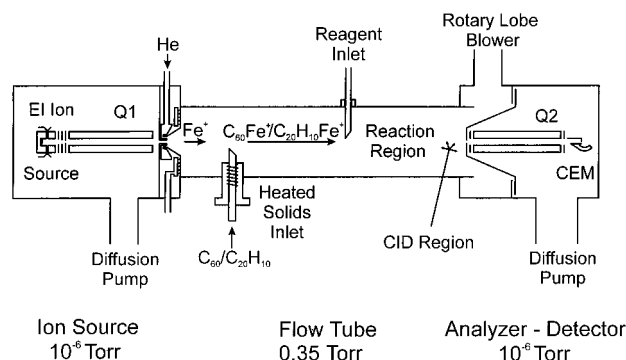 Rotary Lobe
Blower
Reagent
Inlet
He
EI Ion
Q1
Fe⁺
C₆₀Fe⁺/C₂₀H₁₀Fe⁺
Reaction
Region
Q2
Source
CEM
Heated
Solids
Inlet
CID Region
Diffusion
Pump
C₆₀/C₂₀H₁₀
Diffusion
Pump
Ion Source
10⁻⁶ Torr
Flow Tube
0.35 Torr
Analyzer - Detector
10⁻⁶ Torr